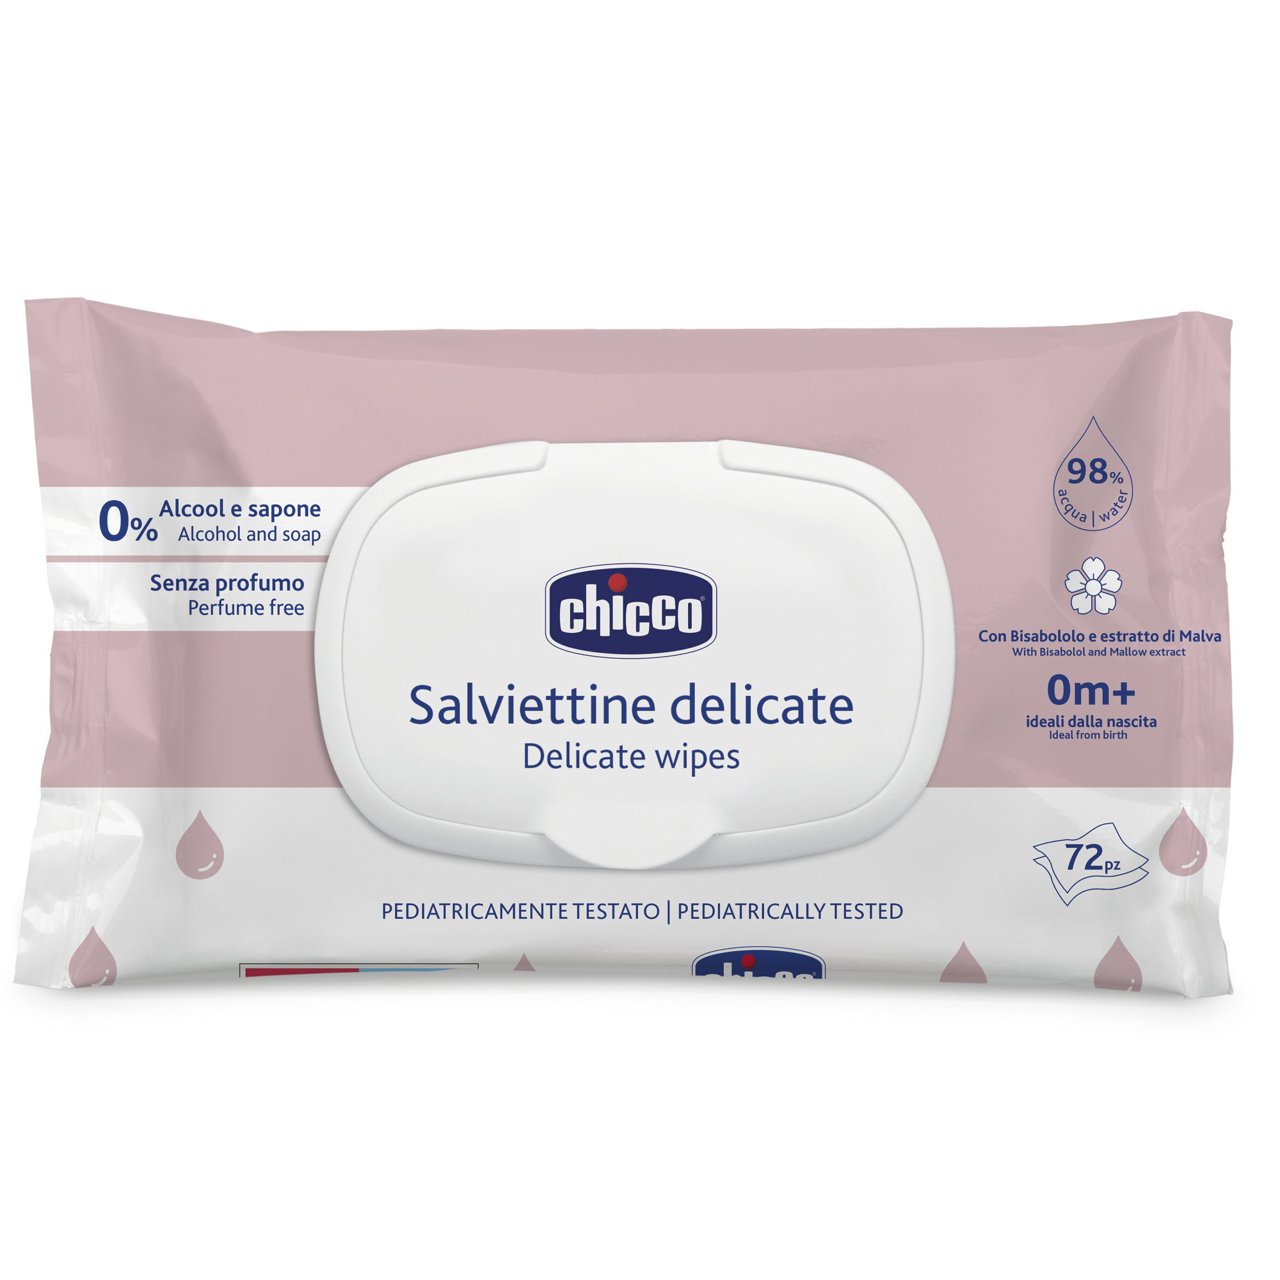 0% Alcool e sapone
Alcohol and soap
Senza profumo
Perfume free
chicco®
Salviettine delicate
Delicate wipes
98%
acqua | water
Con Bisabololo e estratto di Malva
With Bisabolol and Mallow extract
0m+
ideali dalla nascita
Ideal from birth
72pz
PEDIATRICAMENTE TESTATO | PEDIATRICALLY TESTED
chicco